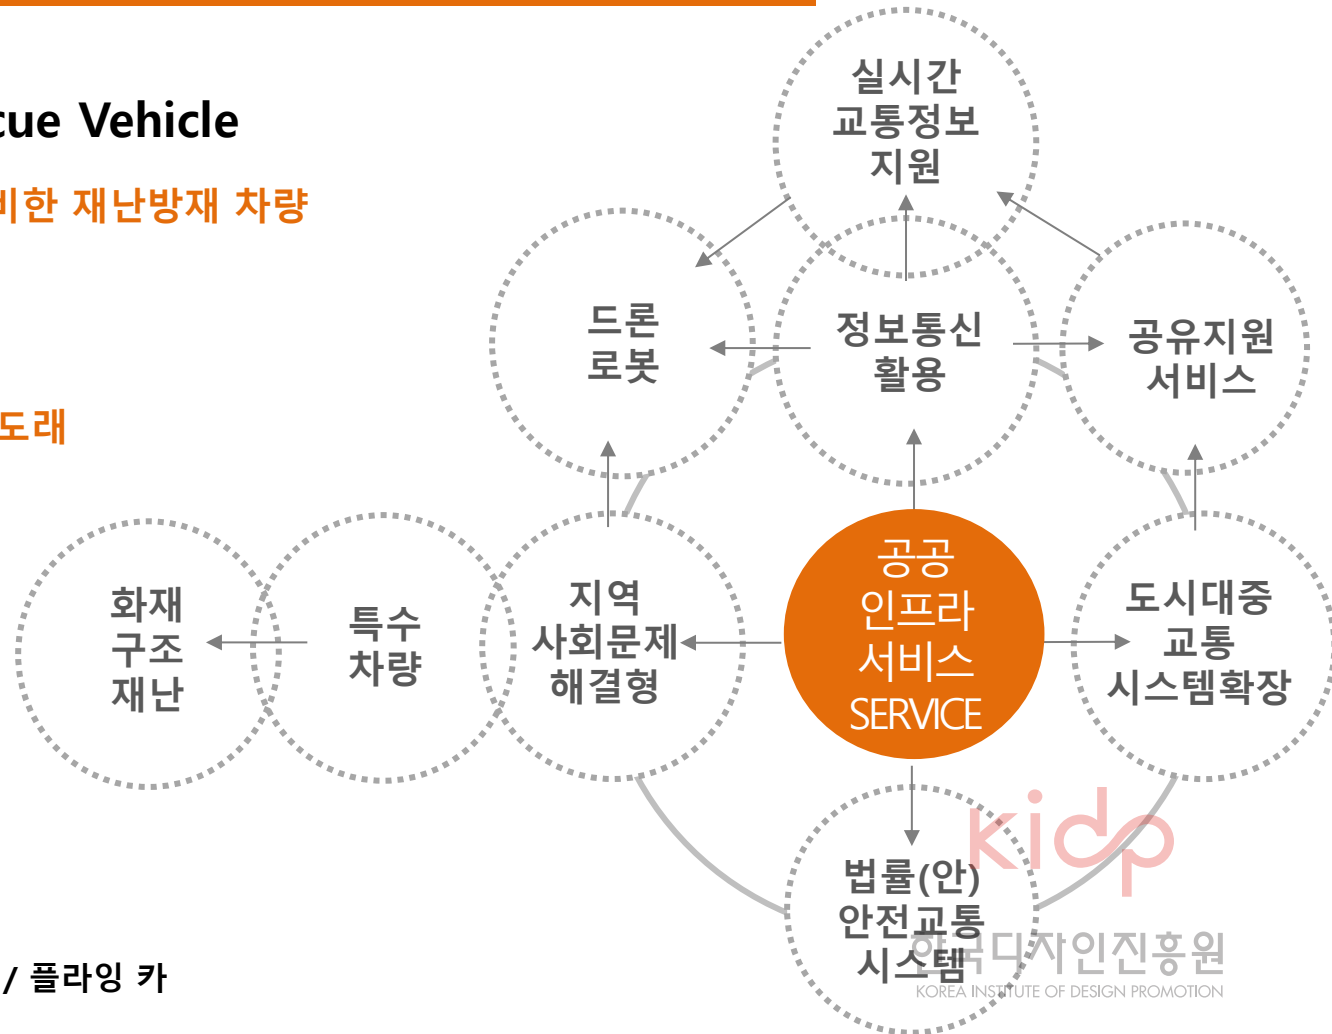 cue Vehicle
비한 재난방재 차량
도래
/ 플라잉 카
실시간
교통정보
지원
드론
로봇
정보통신
활용
공유지원
서비스
화재
구조
재난
특수
차량
지역
사회문제
해결형
공공
인프라
서비스
SERVICE
도시대중
교통
시스템확장
법률(안)
안전교통
시스템
kidp
한국디자인진흥원
KOREA INSTITUTE OF DESIGN PROMOTION